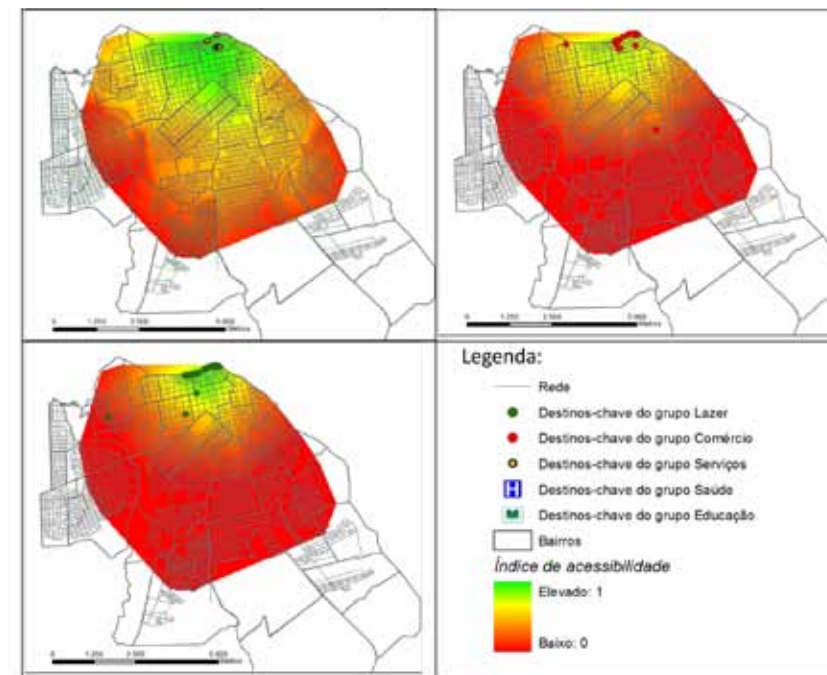 0
Legenda:
Rede
Destinos-chave do grupo Lazer
Destinos-chave do grupo Comércio
Destinos-chave do grupo Serviços
H
Destinos-chave do grupo Saúde
Destinos-chave do grupo Educação
Bairros
Índice de acessibilidade
Elevado: 1
Baixo: 0